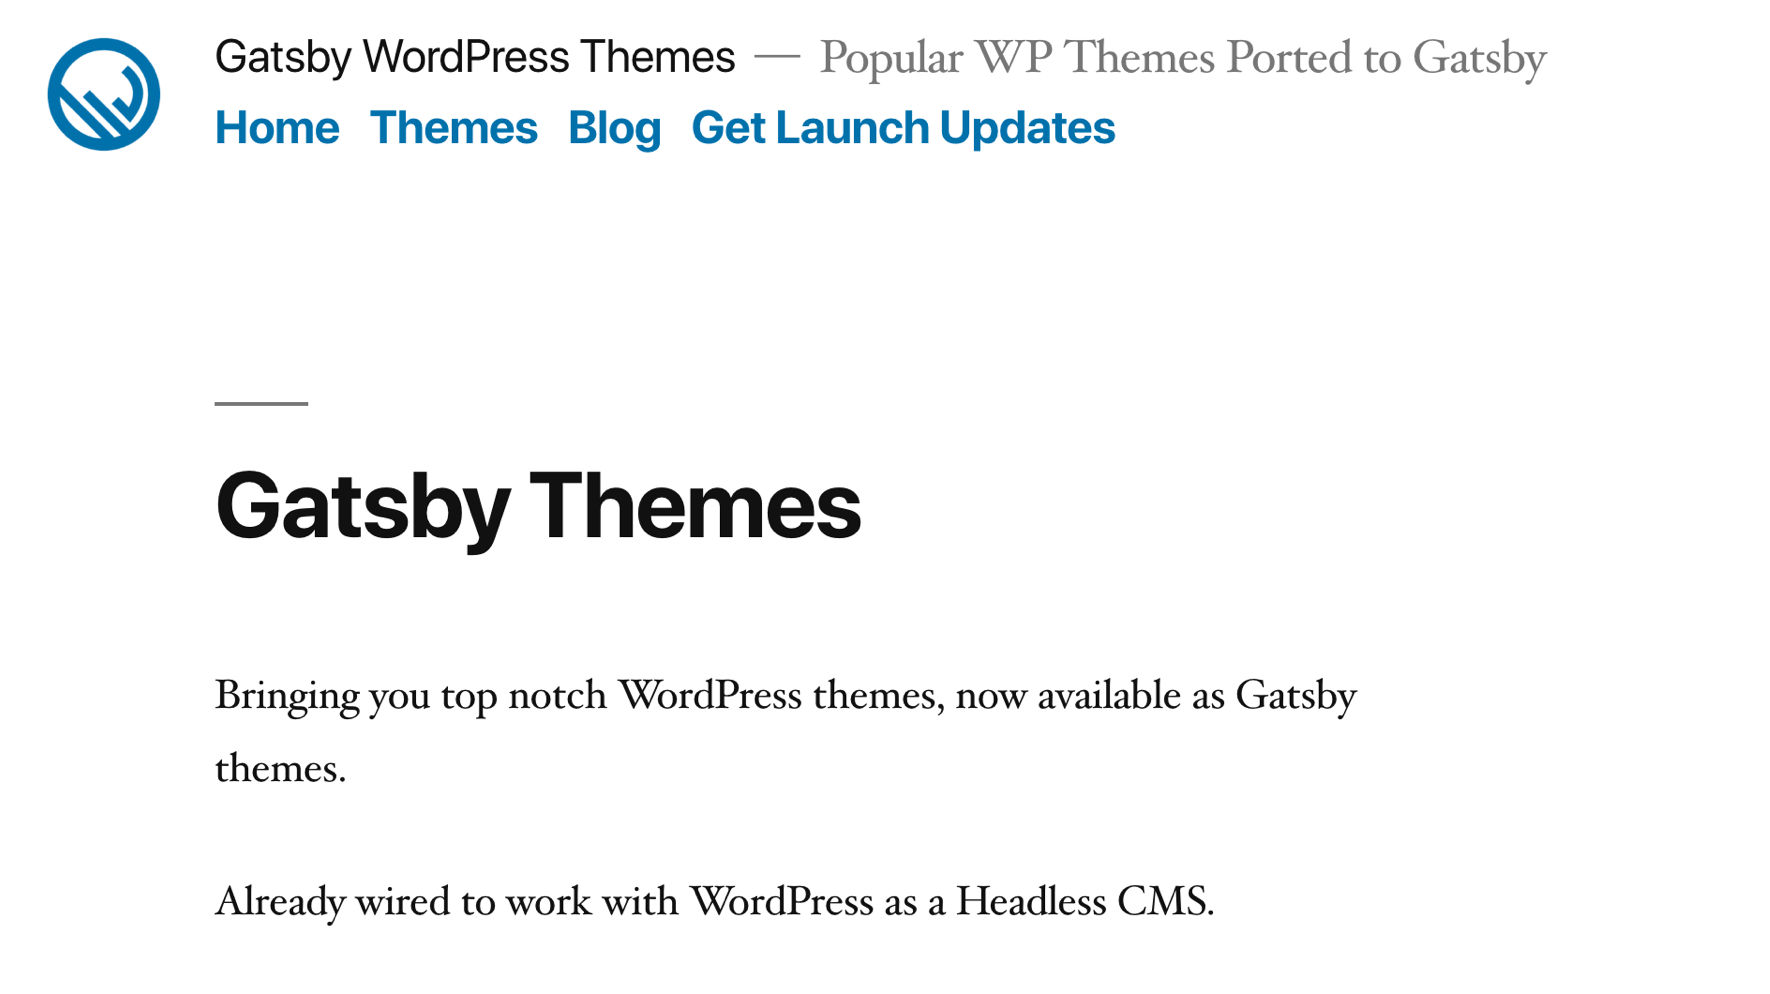 Gatsby WordPress Themes — Popular WP Themes Ported to Gatsby
Home Themes Blog Get Launch Updates
Gatsby Themes
Bringing you top notch WordPress themes, now available as Gatsby
themes.
Already wired to work with WordPress as a Headless CMS.